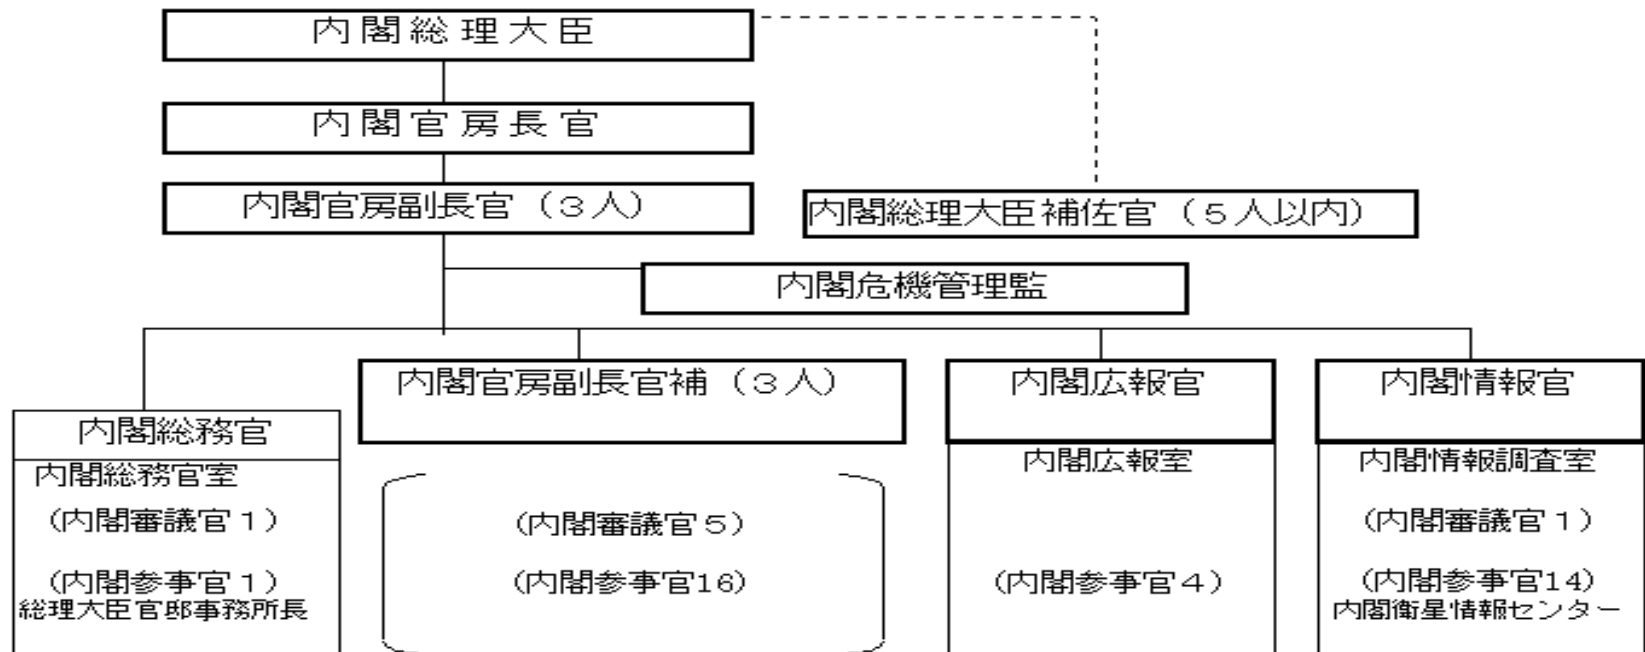 内閣総理大臣
内閣官房長官
内閣官房副長官（３人）
内閣総理大臣補佐官（５人以内）
内閣危機管理監
内閣総務官
内閣総務官室
（内閣審議官１）
（内閣参事官１）
総理大臣官邸事務所長
内閣官房副長官補（３人）
（内閣審議官５）
（内閣参事官16）
内閣広報官
内閣広報室
（内閣参事官４）
内閣情報官
内閣情報調査室
（内閣審議官１）
（内閣参事官14）
内閣衛星情報センター